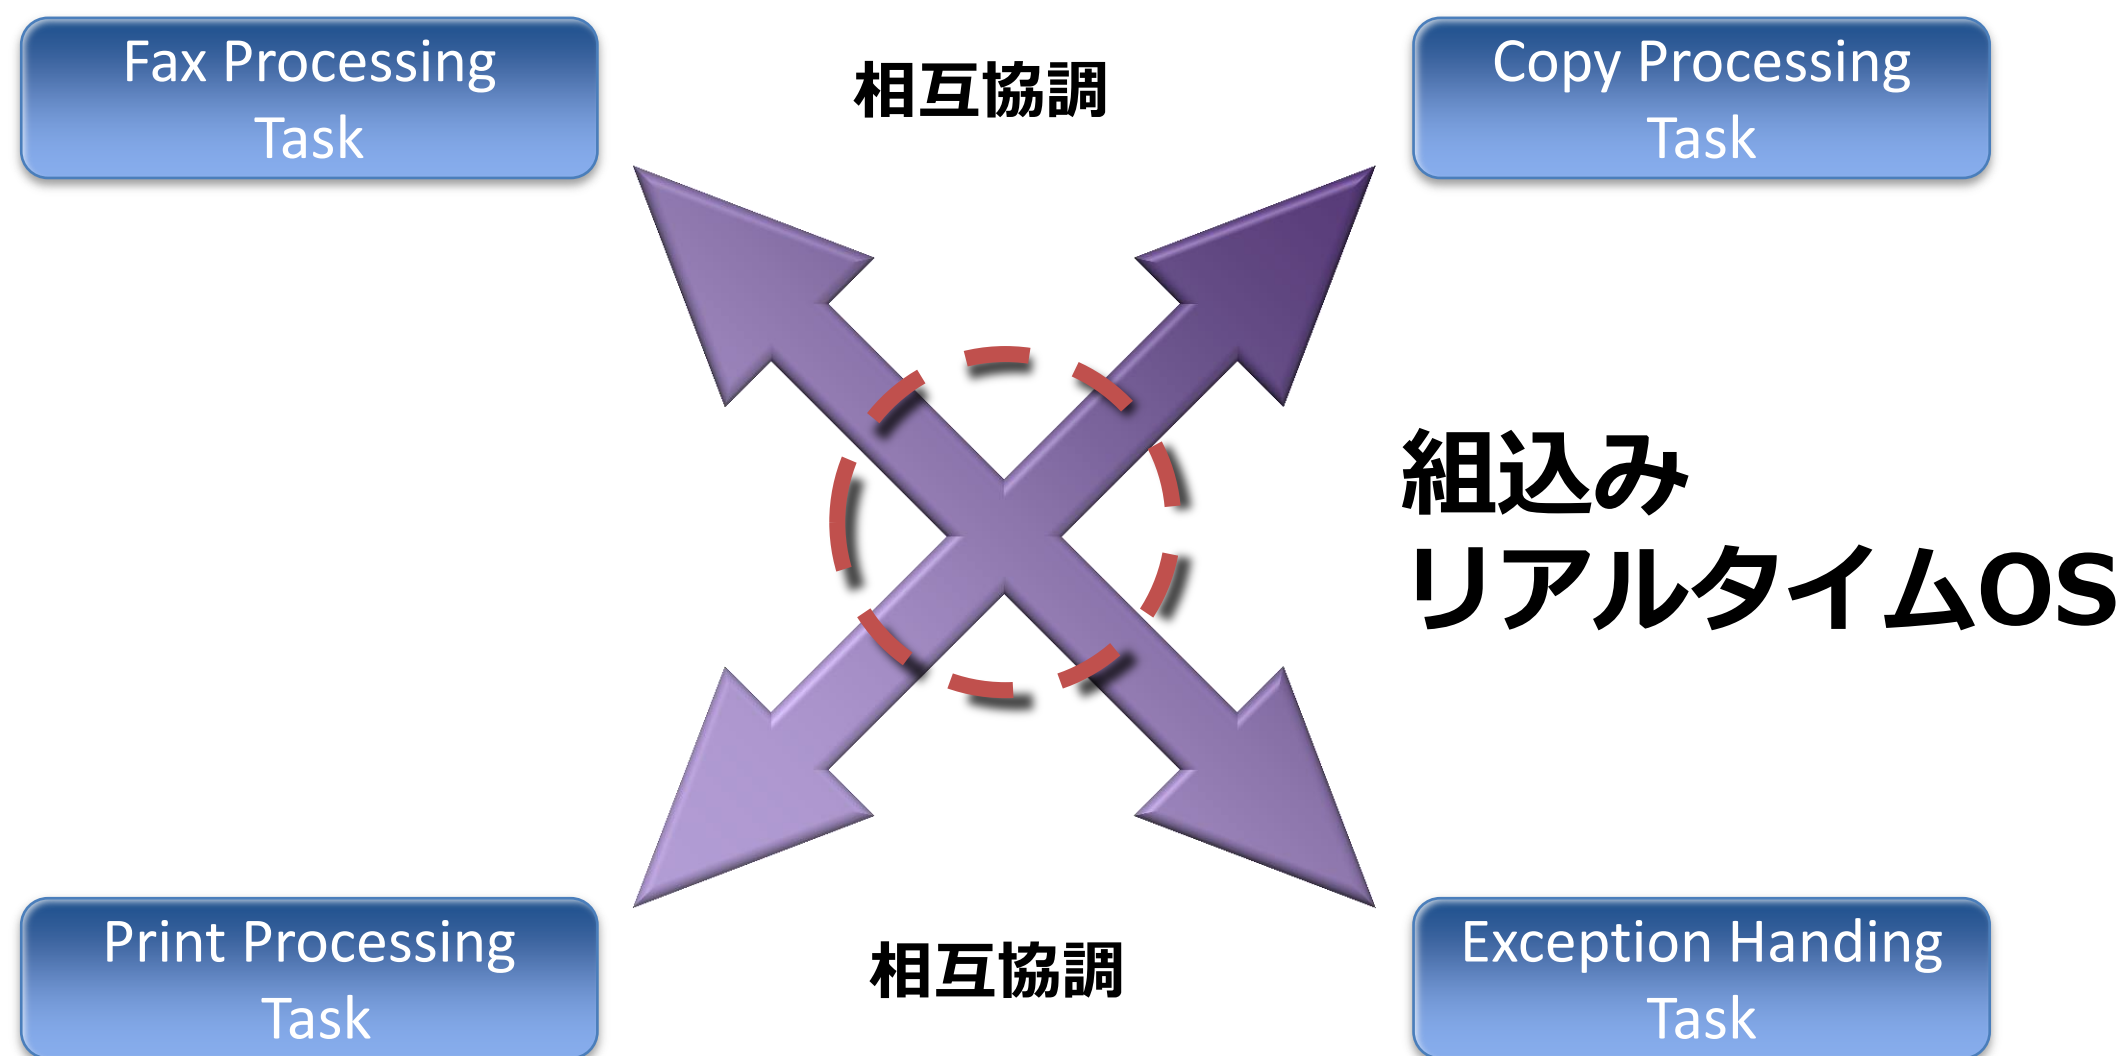 Fax Processing
Task
相互協調
Copy Processing
Task
組込み
リアルタイムOS
Print Processing
Task
相互協調
Exception Handing
Task